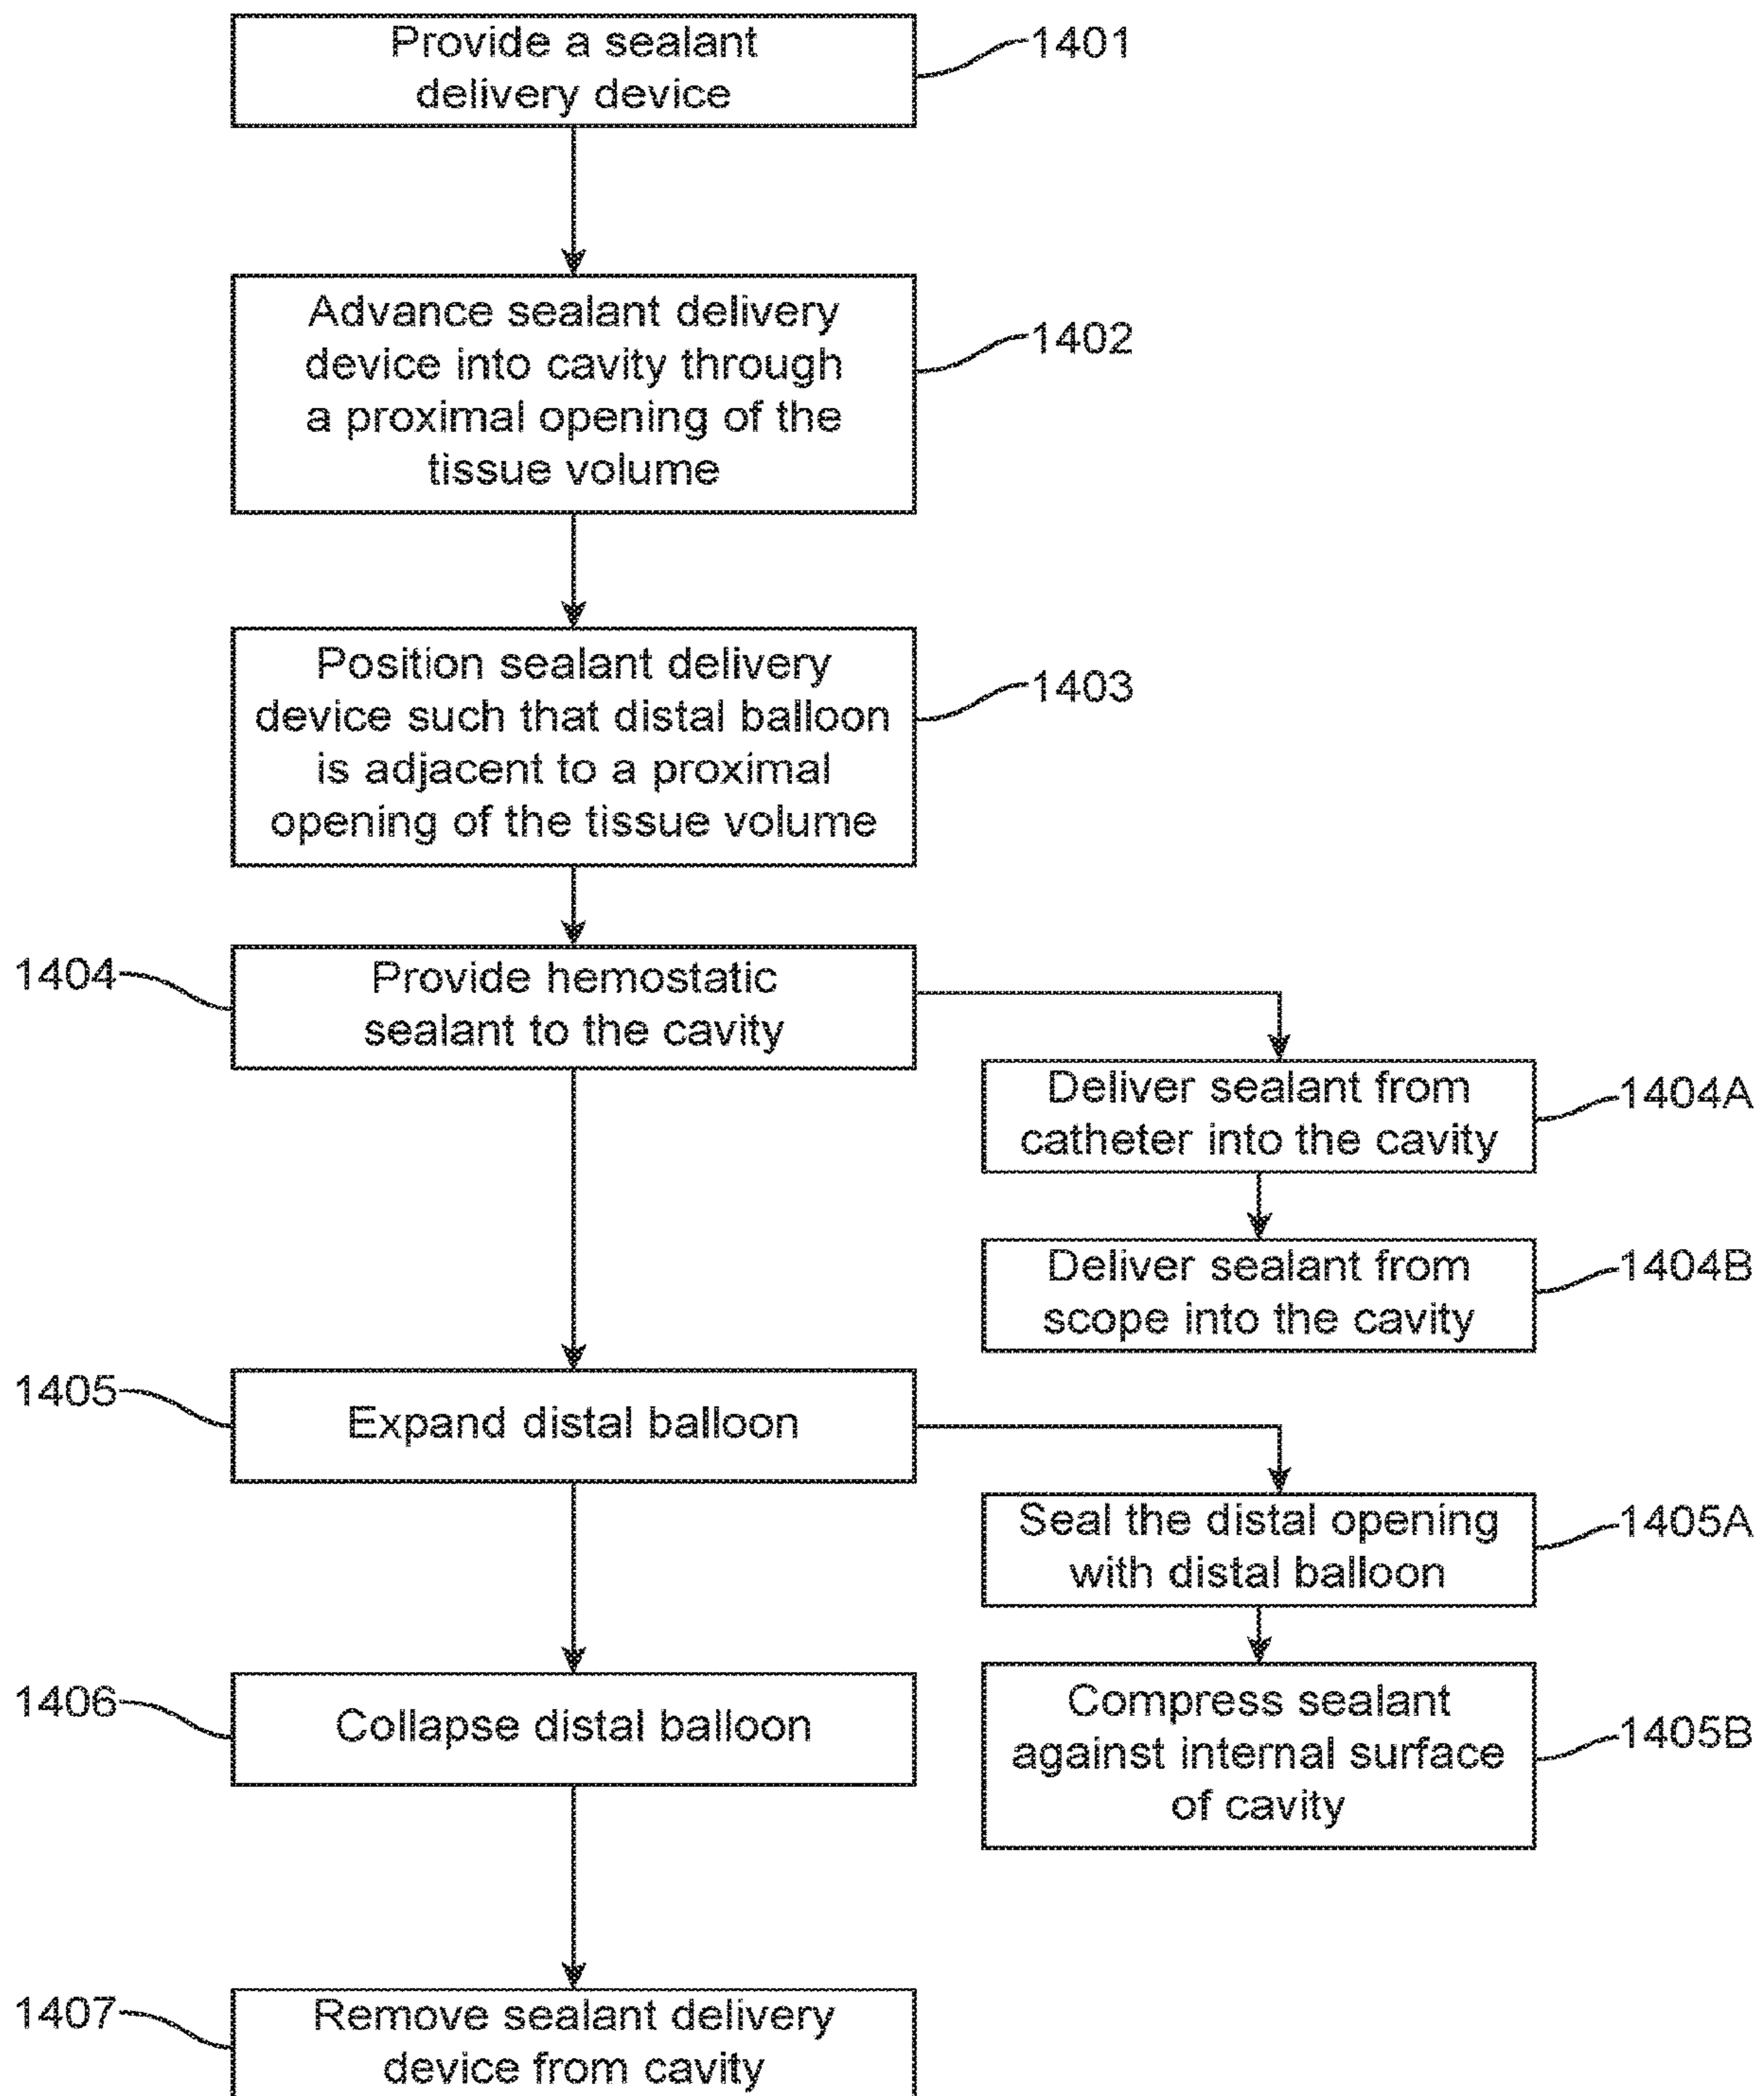 Provide a sealant
delivery device
1401
Advance sealant delivery
device into cavity through
a proximal opening of the
tissue volume
1402
Position sealant delivery
device such that distal balloon
is adjacent to a proximal
opening of the tissue volume
1403
1404
Provide hemostatic
sealant to the cavity
Deliver sealant from
catheter into the cavity
1404A
Deliver sealant from
scope into the cavity
1404B
1405
Expand distal balloon
Seal the distal opening
with distal balloon
1405A
Compress sealant
against internal surface
of cavity
1405B
1406
Collapse distal balloon
1407
Remove sealant delivery
device from cavity